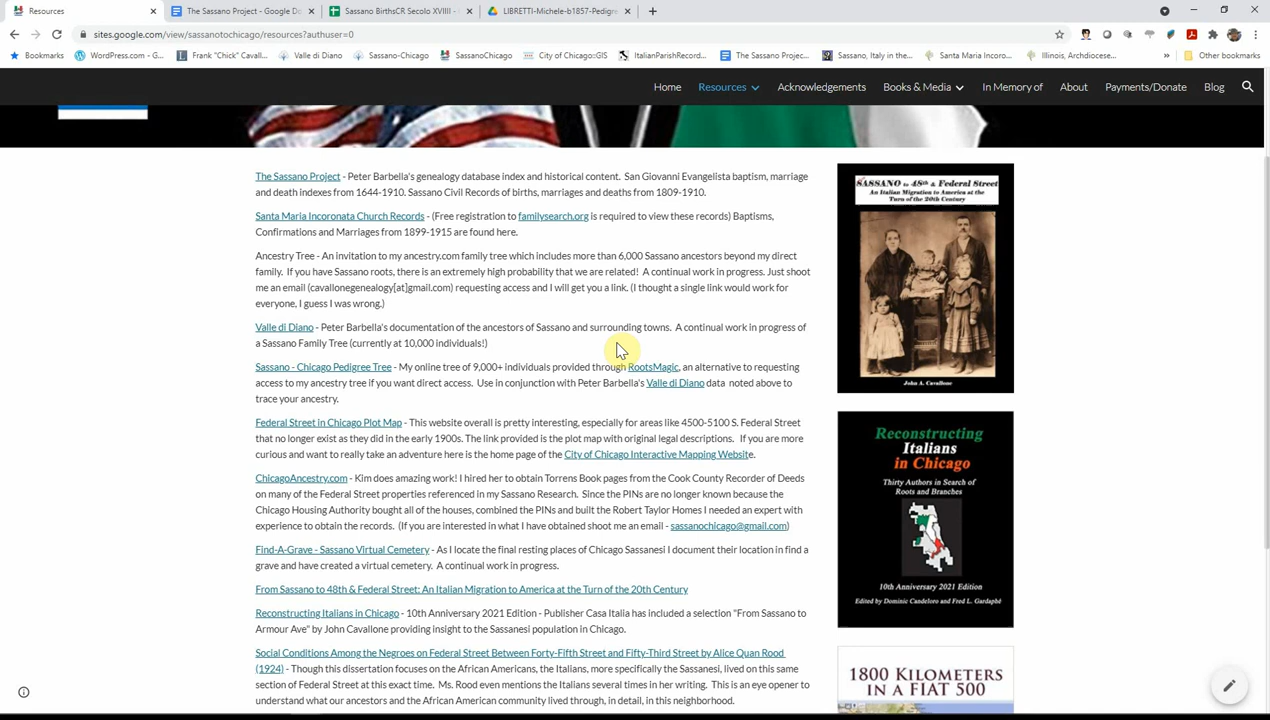 Resources
The Sassano Project - Google Do
Sassano BirthsCR Secolo XVIIII -
LIBRETTI-Michele-b1857-Pedigre
sites.google.com/view/sassanotochicago/resources?authuser=0
Bookmarks
WordPress.com - G...
Frank "Chick" Caval...
Valle di Diano
Sassano-Chicago
SassanoChicago
City of Chicago:GIS
ItalianParishRecord...
The Sassano Projec...
Sassano, Italy in the...
Santa Maria Incoro...
Illinois, Archdiocese...
»
Other bookmarks
Home
Resources
Acknowledgements
Books & Media
In Memory of
About
Payments/Donate
Blog
The Sassano Project - Peter Barbella's genealogy database index and historical content. San Giovanni Evangelista baptism, marriage
and death indexes from 1644-1910. Sassano Civil Records of births, marriages and deaths from 1809-1910.
Santa Maria Incoronata Church Records - (Free registration to familysearch.org is required to view these records) Baptisms,
Confirmations and Marriages from 1899-1915 are found here.
Ancestry Tree - An invitation to my ancestry.com family tree which includes more than 6,000 Sassano ancestors beyond my direct
family. If you have Sassano roots, there is an extremely high probability that we are related! A continual work in progress. Just shoot
me an email (cavallonegenealogy[at]gmail.com) requesting access and I will get you a link. (I thought a single link would work for
everyone, I guess I was wrong.)
Valle di Diano - Peter Barbella's documentation of the ancestors of Sassano and surrounding towns. A continual work in progress of
a Sassano Family Tree (currently at 10,000 individuals!)
Sassano - Chicago Pedigree Tree - My online tree of 9,000+ individuals provided through RootsMagic, an alternative to requesting
access to my ancestry tree if you want direct access. Use in conjunction with Peter Barbella's Valle di Diano data noted above to
trace your ancestry.
Federal Street in Chicago Plot Map - This website overall is pretty interesting, especially for areas like 4500-5100 S. Federal Street
that no longer exist as they did in the early 1900s. The link provided is the plot map with original legal descriptions. If you are more
curious and want to really take an adventure here is the home page of the City of Chicago Interactive Mapping Website.
ChicagoAncestry.com - Kim does amazing work! I hired her to obtain Torrens Book pages from the Cook County Recorder of Deeds
on many of the Federal Street properties referenced in my Sassano Research. Since the PINs are no longer known because the
Chicago Housing Authority bought all of the houses, combined the PINs and built the Robert Taylor Homes I needed an expert with
experience to obtain the records. (If you are interested in what I have obtained shoot me an email - sassanochicago@gmail.com)
Find-A-Grave - Sassano Virtual Cemetery - As I locate the final resting places of Chicago Sassanesi I document their location in find a
grave and have created a virtual cemetery. A continual work in progress.
From Sassano to 48th & Federal Street: An Italian Migration to America at the Turn of the 20th Century
Reconstructing Italians in Chicago - 10th Anniversary 2021 Edition - Publisher Casa Italia has included a selection "From Sassano to
Armour Ave" by John Cavallone providing insight to the Sassanesi population in Chicago.
Social Conditions Among the Negroes on Federal Street Between Forty-Fifth Street and Fifty-Third Street by Alice Quan Rood
(1924) - Though this dissertation focuses on the African Americans, the Italians, more specifically the Sassanesi, lived on this same
section of Federal Street at this exact time. Ms. Rood even mentions the Italians several times in her writing. This is an eye opener to
understand what our ancestors and the African American community lived through, in detail, in this neighborhood.
SASSANO to 48th & Federal Street
An Italian Migration to America at the
Turn of the 20th Century
John A. Cavallone
Reconstructing
Italians
in Chicago
Thirty Authors in Search of
Roots and Branches
10th Anniversary 2021 Edition
Edited by Dominic Candeloro and Fred L. Gardaphé
1800 KILOMETERS
IN A FIAT 500